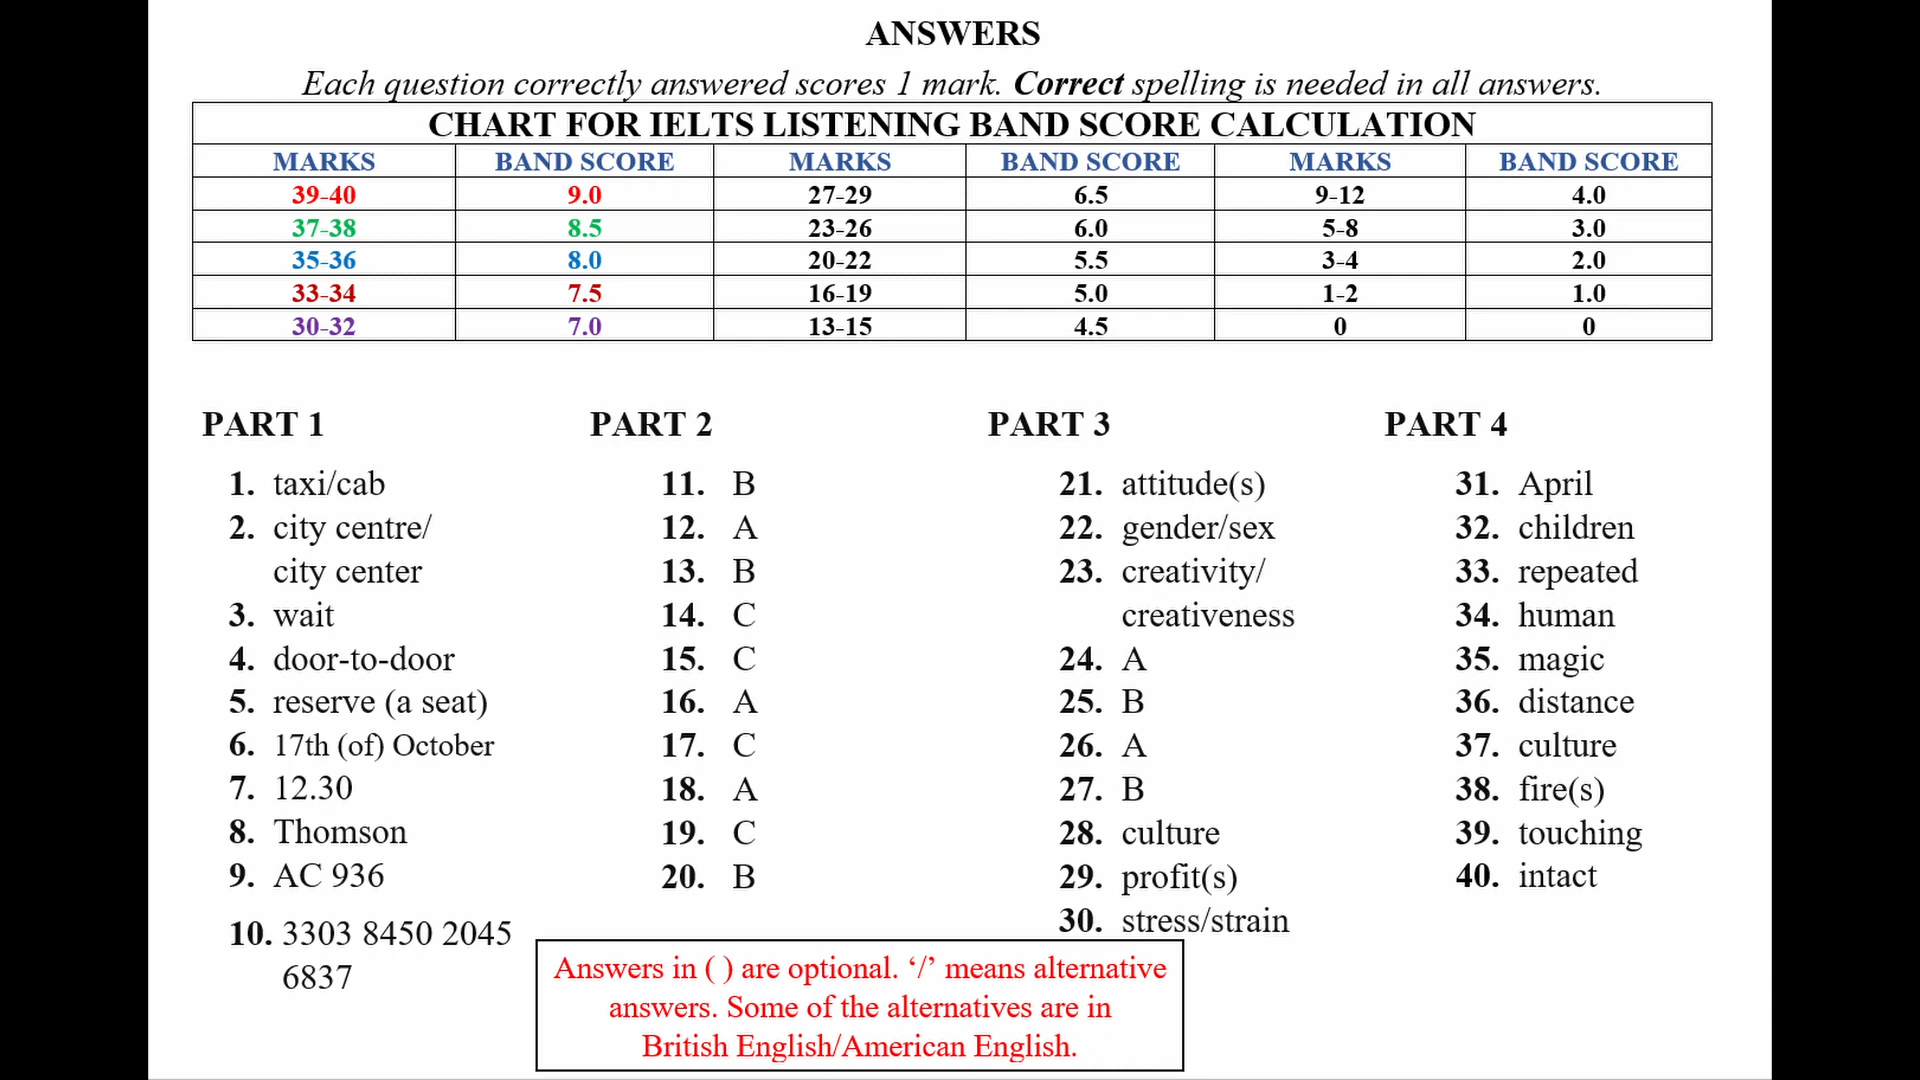 ANSWERS
Each question correctly answered scores 1 mark. Correct spelling is needed in all answers.
CHART FOR IELTS LISTENING BAND SCORE CALCULATION
MARKS BAND SCORE MARKS BAND SCORE MARKS BAND SCORE
39-40 9.0 27-29 6.5 9-12 4.0
37-38 8.5 23-26 6.0 5-8 3.0
35-36 8.0 20-22 5.5 3-4 2.0
33-34 7.5 16-19 5.0 1-2 1.0
30-32 7.0 13-15 4.5 0 0
PART 1
1. taxi/cab
2. city centre/
city center
3. wait
4. door-to-door
5. reserve (a seat)
6. 17th (of) October
7. 12.30
8. Thomson
9. AC 936
10. 3303 8450 2045
6837
PART 2
11. B
12. A
13. B
14. C
15. C
16. A
17. C
18. A
19. C
20. B
PART 3
21. attitude(s)
22. gender/sex
23. creativity/
creativeness
24. A
25. B
26. A
27. B
28. culture
29. profit(s)
30. stress/strain
PART 4
31. April
32. children
33. repeated
34. human
35. magic
36. distance
37. culture
38. fire(s)
39. touching
40. intact
Answers in ( ) are optional. ‘/’ means alternative
answers. Some of the alternatives are in
British English/American English.